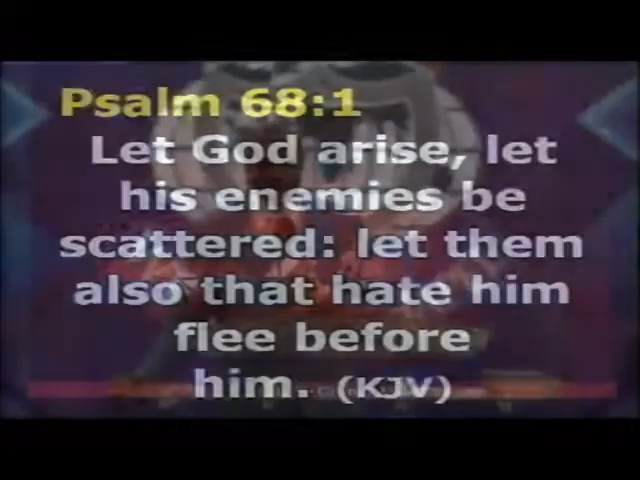 Psalm 68:1
Let God arise, let
his enemies be
scattered: let them
also that hate him
flee before
him. (KJV)